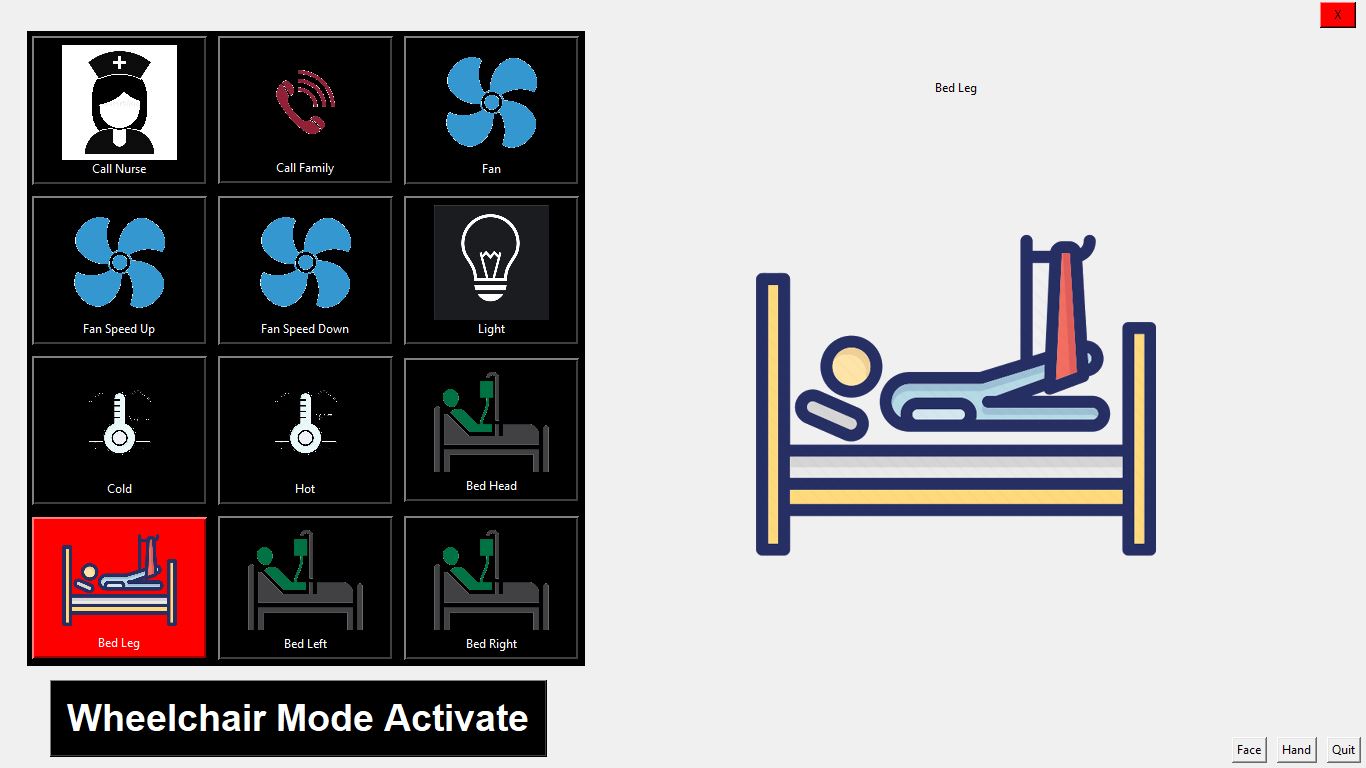 X
Call Nurse
Call Family
Fan
Bed Leg
Fan Speed Up
Fan Speed Down
Light
Cold
Hot
Bed Head
Bed Leg
Bed Left
Bed Right
Wheelchair Mode Activate
Face
Hand
Quit